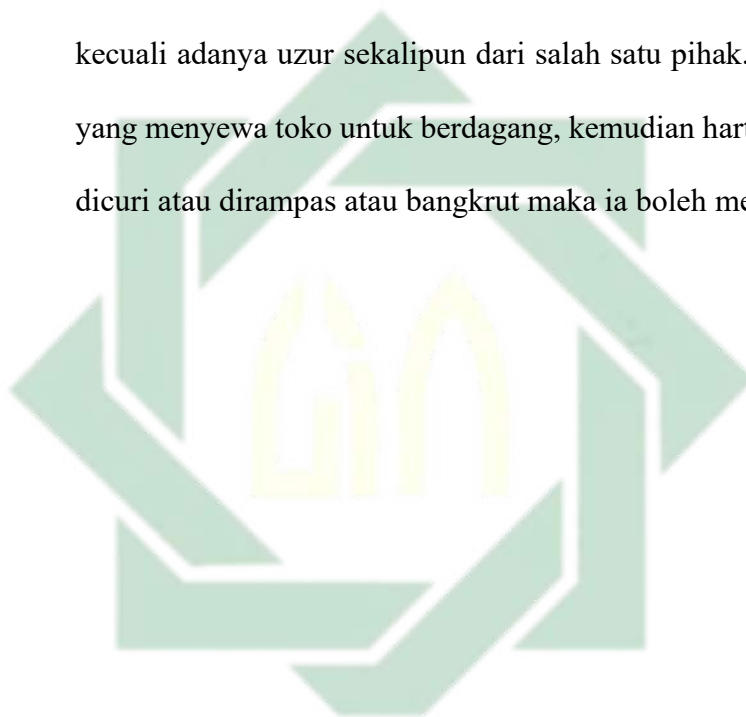 kecuali adanya uzur sekalipun dari salah satu pihak.
yang menyewa toko untuk berdagang, kemudian hart
dicuri atau dirampas atau bangkrut maka ia boleh me